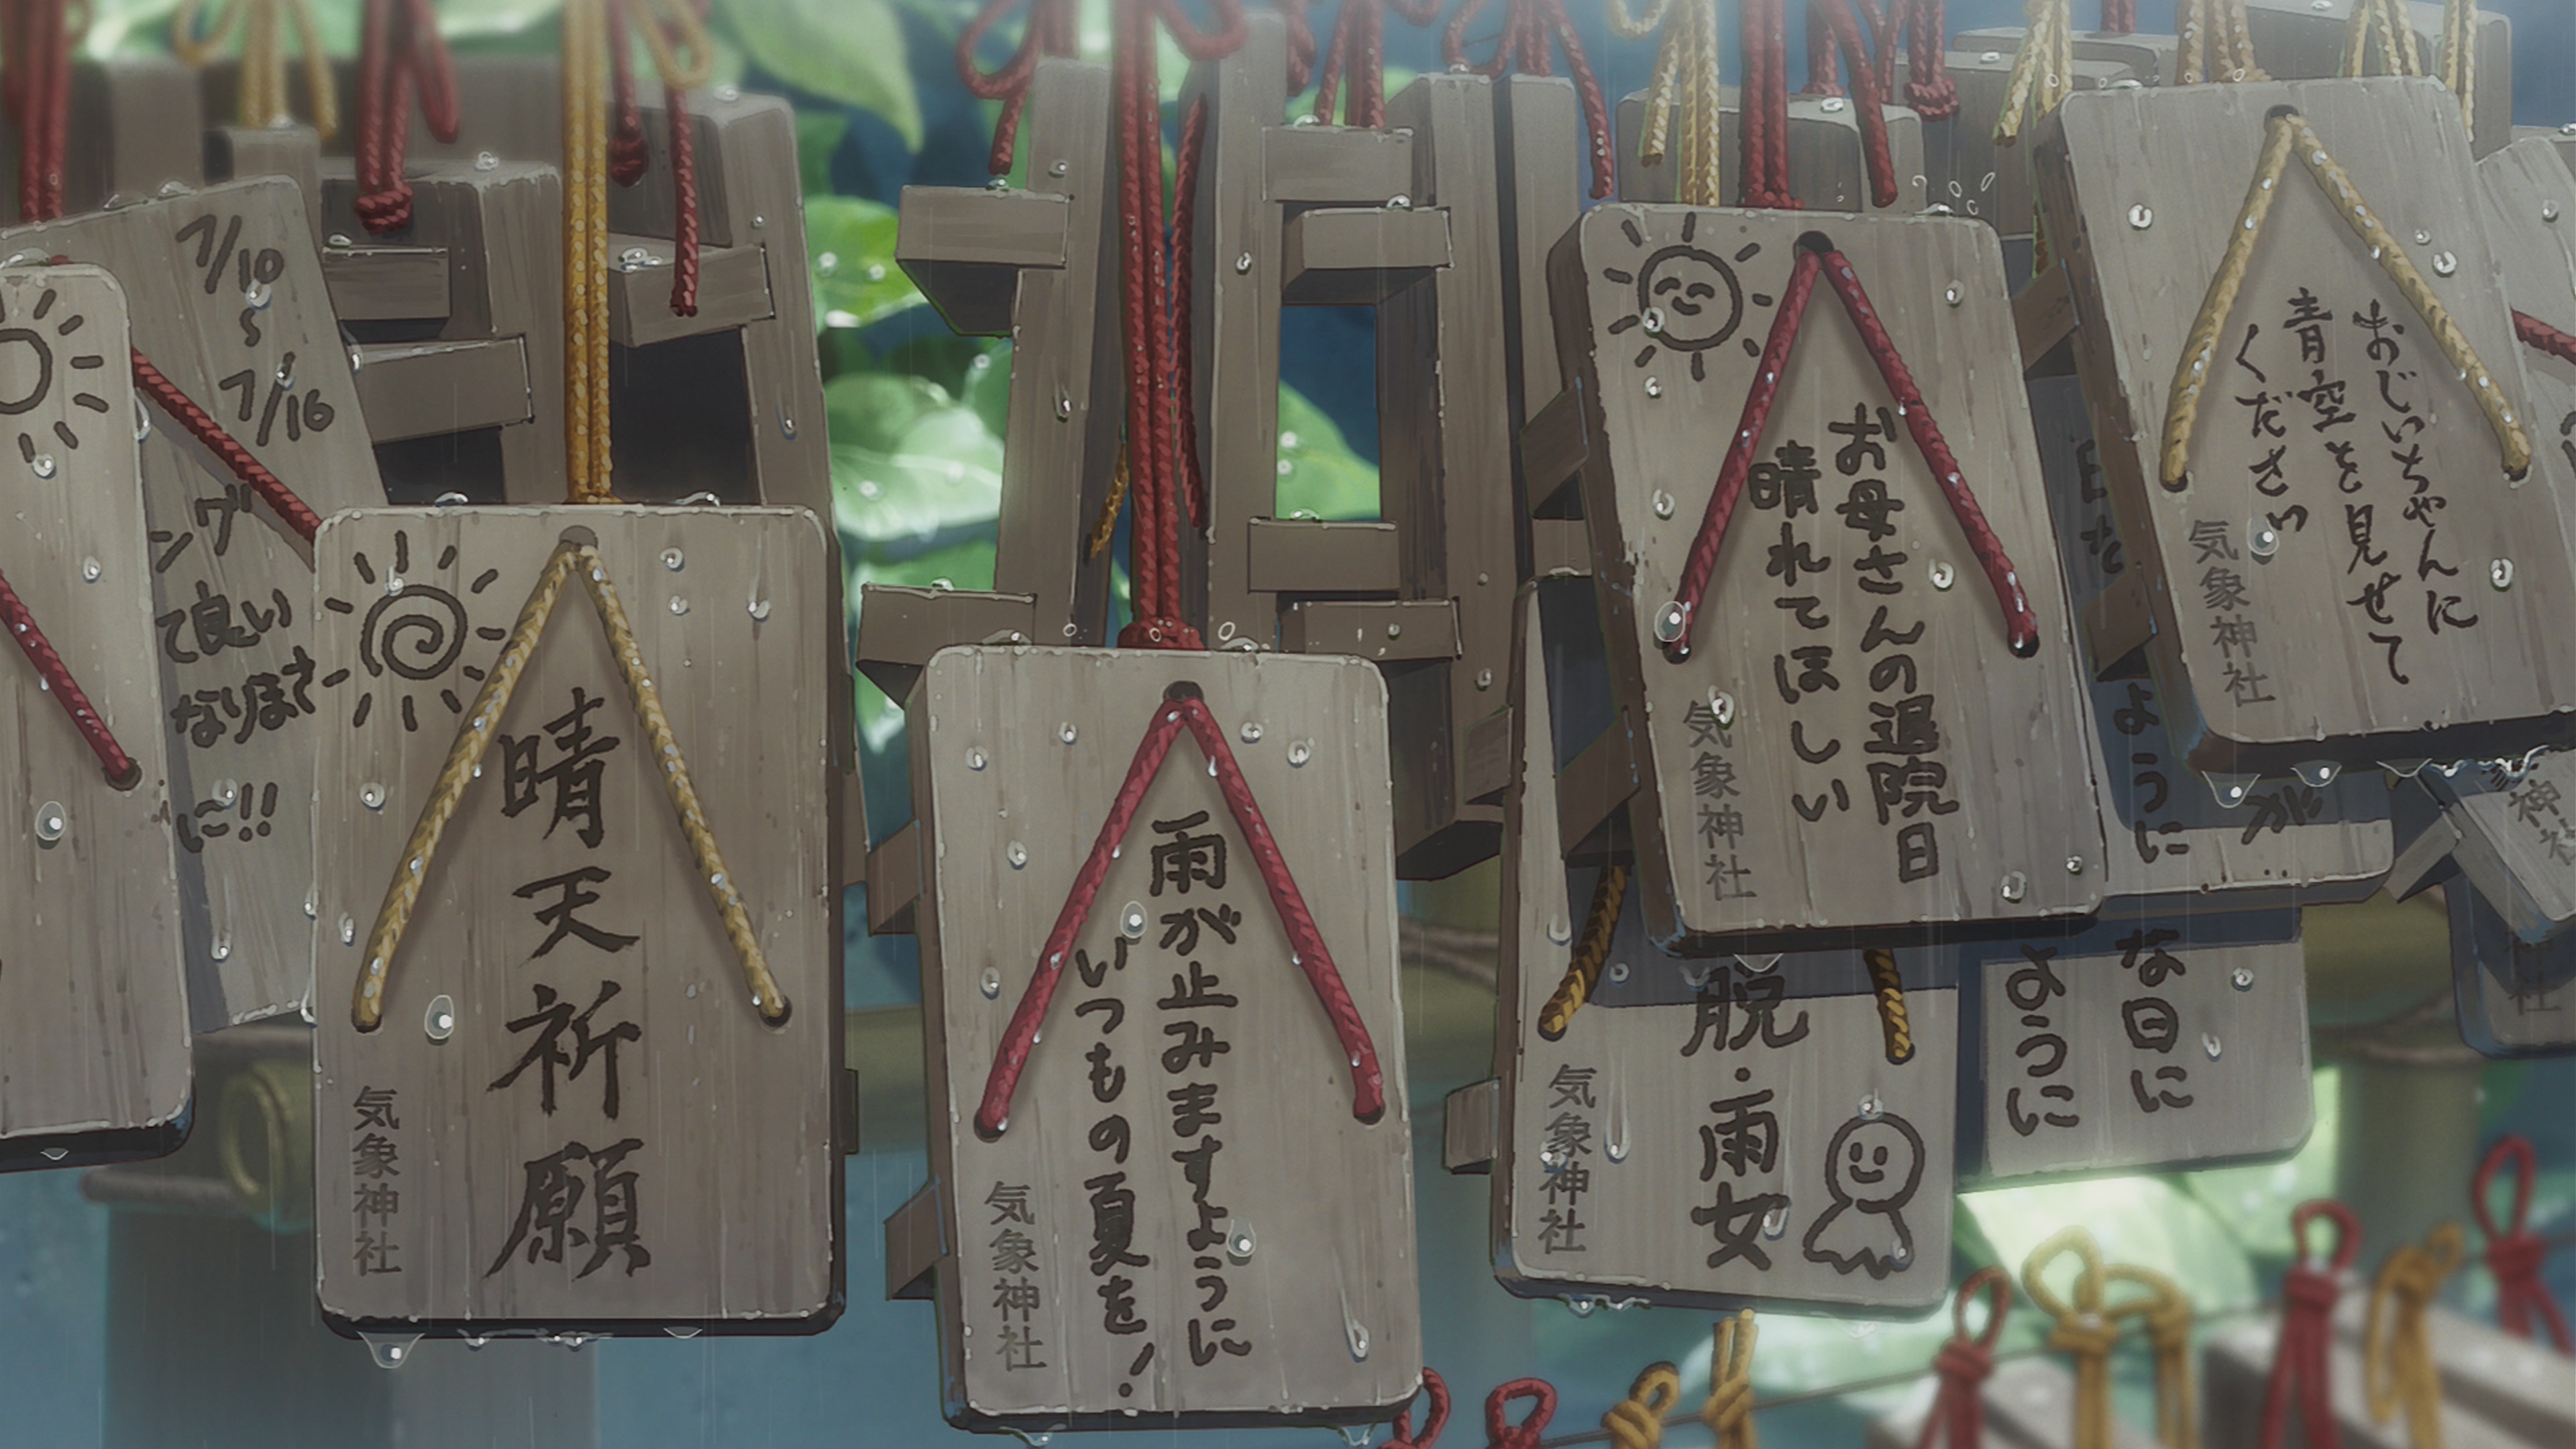 7/10
〜
7/16
ング
て良い
なりまさ
に!!
晴天祈願
気象神社
雨が止みますように
いつもの夏を!
気象神社
お母さんの退院日
晴れてほしい
気象神社
脱・雨女
気象神社
おじいちゃんに
青空を見せて
ください
気象神社
ように
が
な日に
ように
神社
社